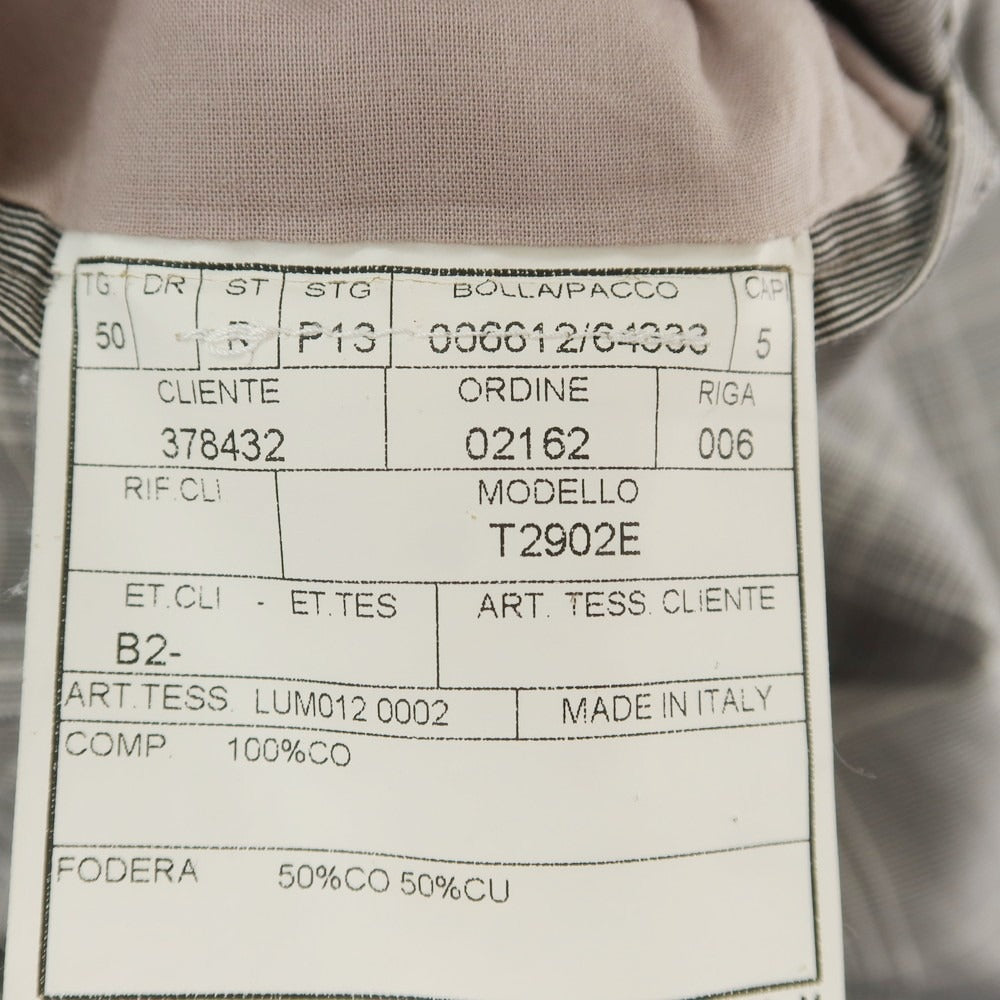 TG. DR ST STG BOLLA/PACCO CAPI
50 R P13 006612/64333 5
CLIENTE ORDINE RIGA
378432 02162 006
RIF.CLI MODELLO
T2902E
ET.CLI - ET.TES ART. TESS. CLIENTE
B2-
ART.TESS. LUM012 0002 MADE IN ITALY
COMP. 100%CO
FODERA 50%CO 50%CU